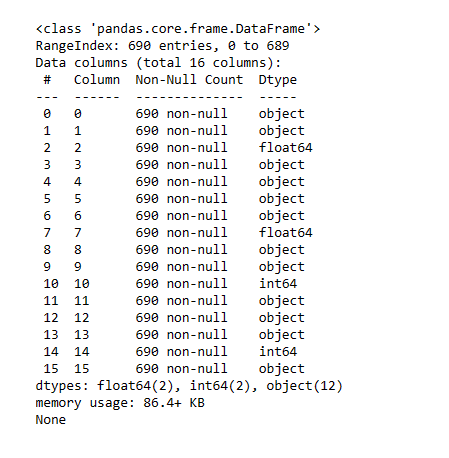 <class 'pandas.core.frame.DataFrame'>
RangeIndex: 690 entries, 0 to 689
Data columns (total 16 columns):
 #   Column  Non-Null Count  Dtype
---  ------  --------------  -----
 0   0       690 non-null    object
 1   1       690 non-null    object
 2   2       690 non-null    float64
 3   3       690 non-null    object
 4   4       690 non-null    object
 5   5       690 non-null    object
 6   6       690 non-null    object
 7   7       690 non-null    float64
 8   8       690 non-null    object
 9   9       690 non-null    object
 10  10      690 non-null    int64
 11  11      690 non-null    object
 12  12      690 non-null    object
 13  13      690 non-null    object
 14  14      690 non-null    int64
 15  15      690 non-null    object
dtypes: float64(2), int64(2), object(12)
memory usage: 86.4+ KB
None